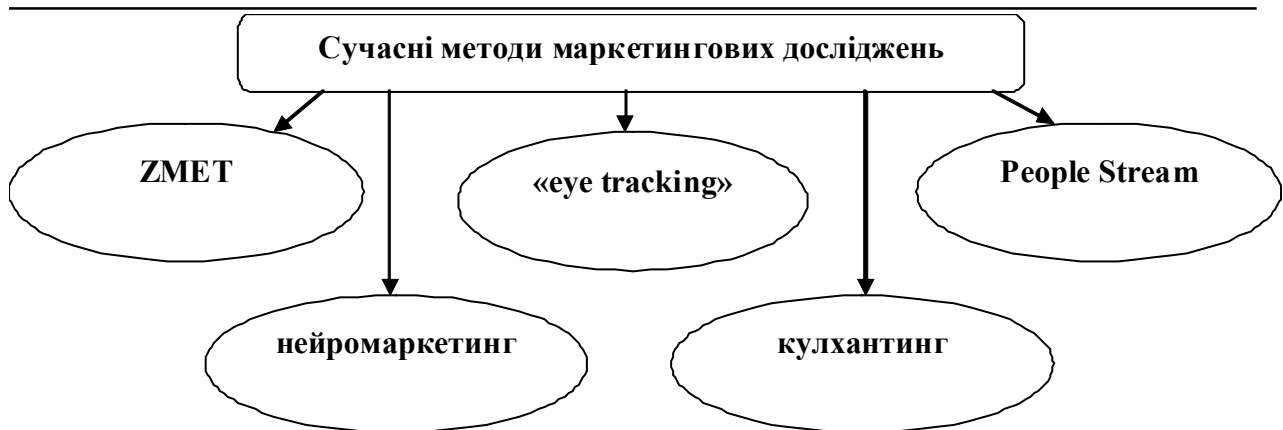 Сучасні методи маркетингових досліджень
ZMET
«eye tracking»
People Stream
нейромаркетинг
кулхантинг